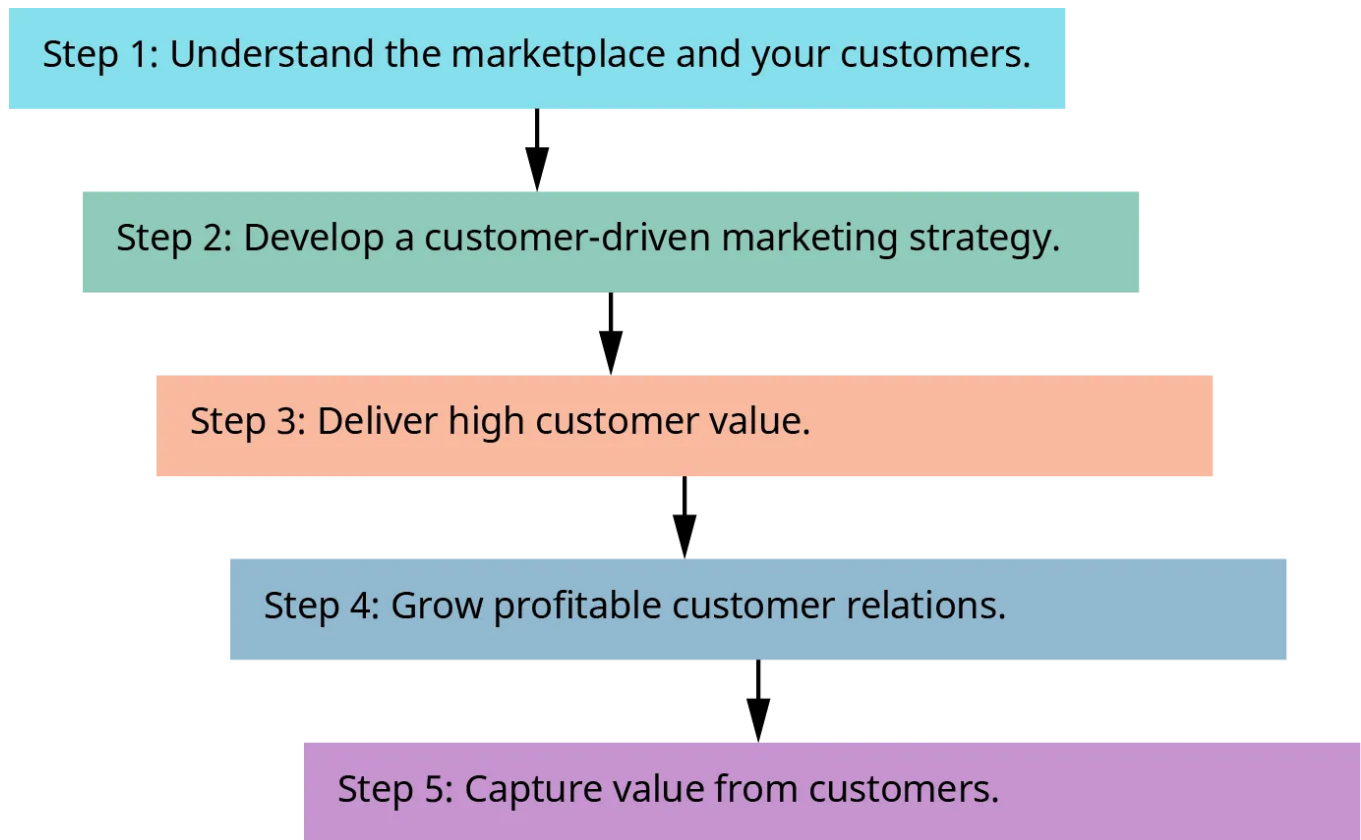 Step 1: Understand the marketplace and your customers.
Step 2: Develop a customer-driven marketing strategy.
Step 3: Deliver high customer value.
Step 4: Grow profitable customer relations.
Step 5: Capture value from customers.